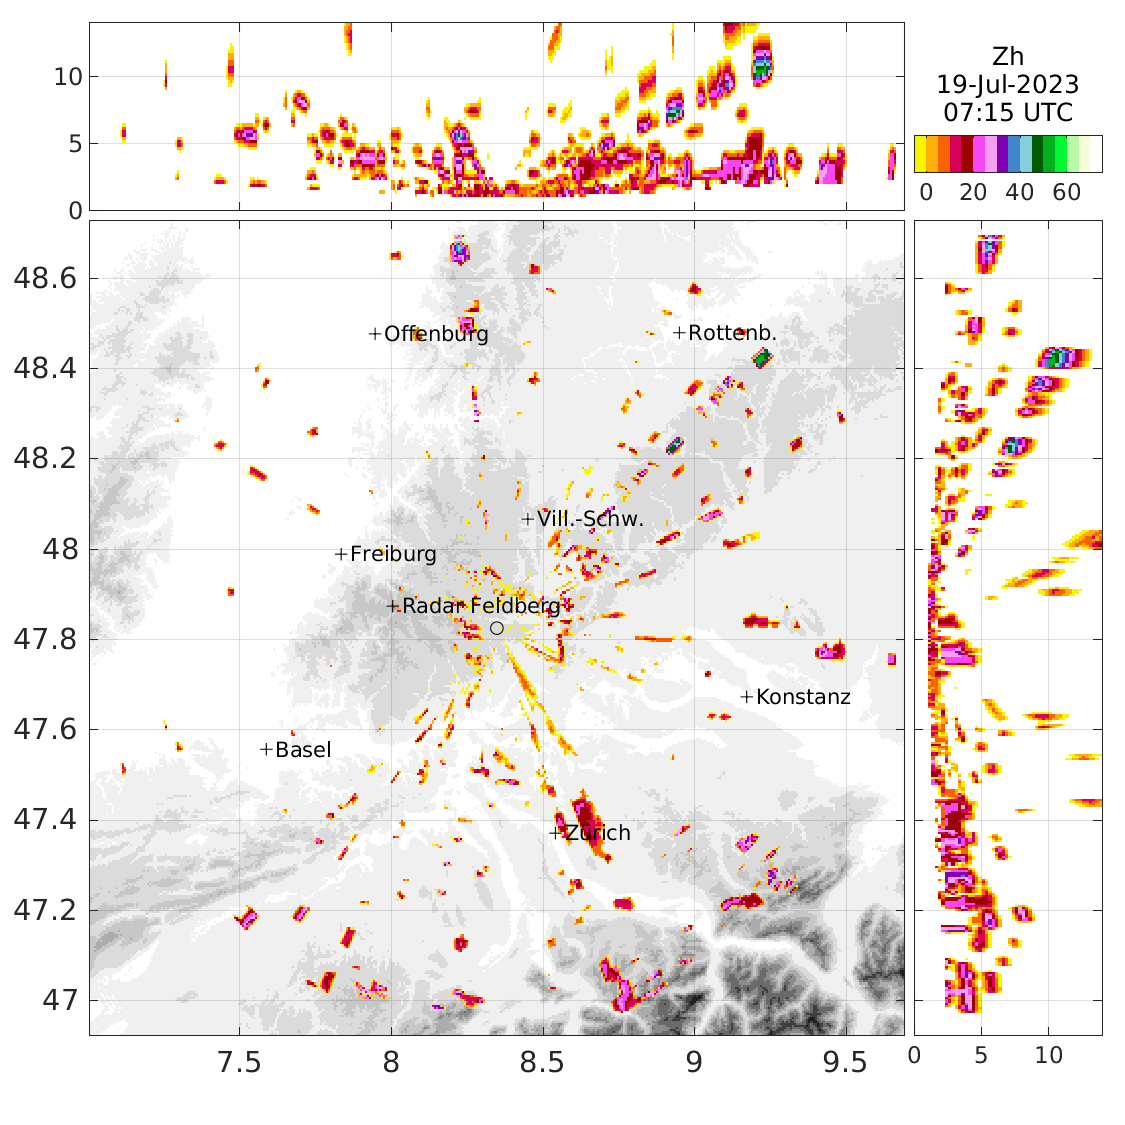 Zh
19-Jul-2023
07:15 UTC
10
5
0
0 20 40 60
48.6
48.4
48.2
48
47.8
47.6
47.4
47.2
47
+Offenburg
+Rottenb.
+Vill.-Schw.
+Freiburg
+Radar Feldberg
+Konstanz
+Basel
+Zürich
7.5 8 8.5 9 9.5
0 5 10